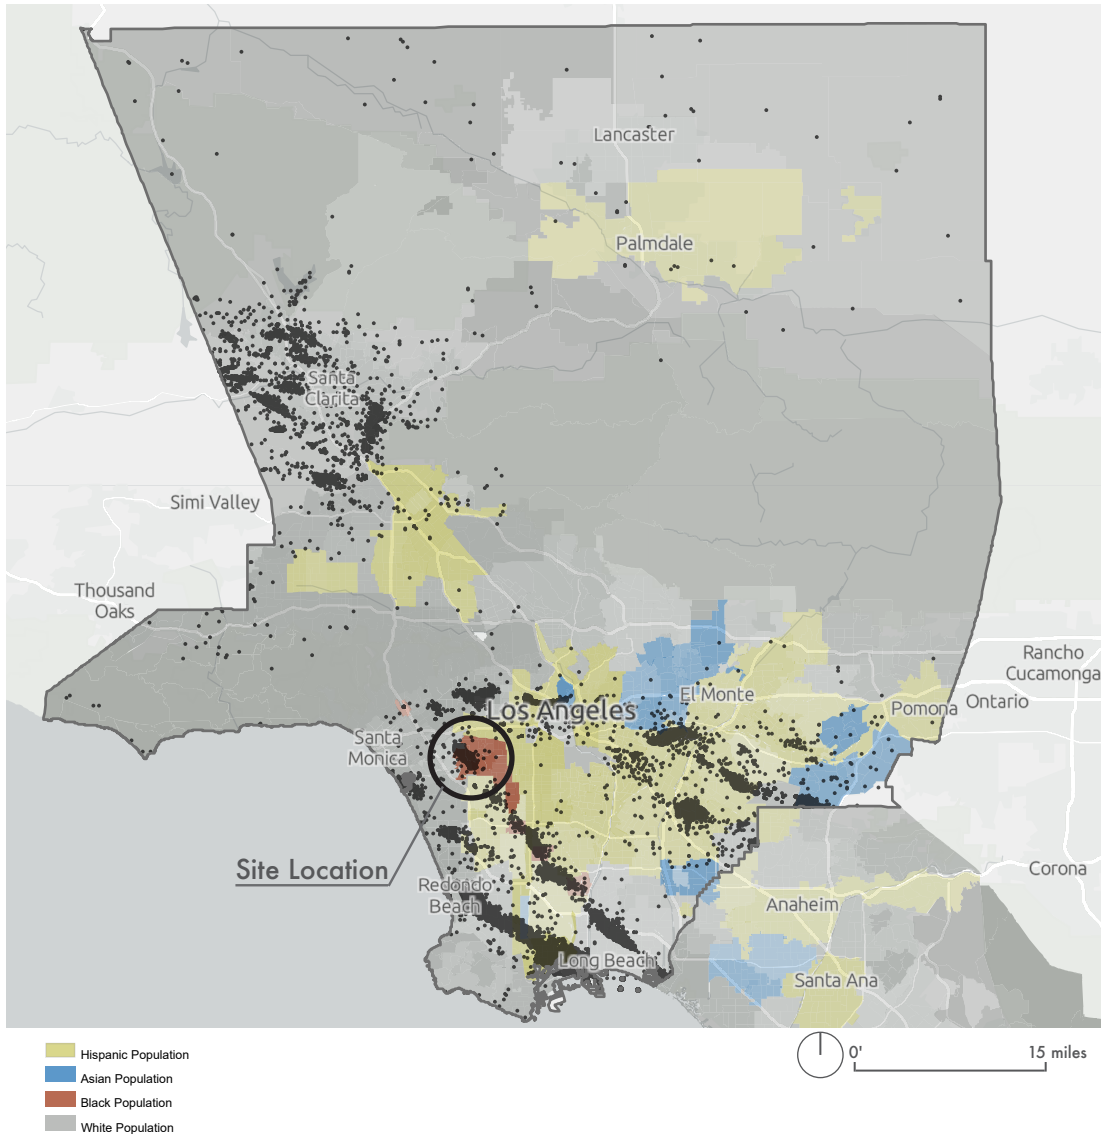 Lancaster
Palmdale
Santa
Clarita
Simi Valley
Thousand
Oaks
Rancho
Cucamonga
El Monte
Pomona
Ontario
Los Angeles
Santa
Monica
Site Location
Redondo
Beach
Corona
Anaheim
Long Beach
Santa Ana
Hispanic Population
Asian Population
Black Population
White Population
0'
15 miles